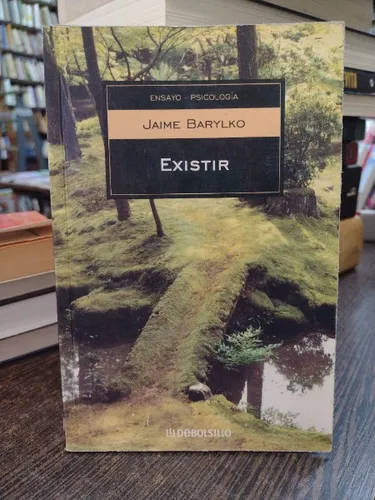 ENSAYO - PSICOLOGÍA
JAIME BARYLKO
EXISTIR
DEBOLSILLO